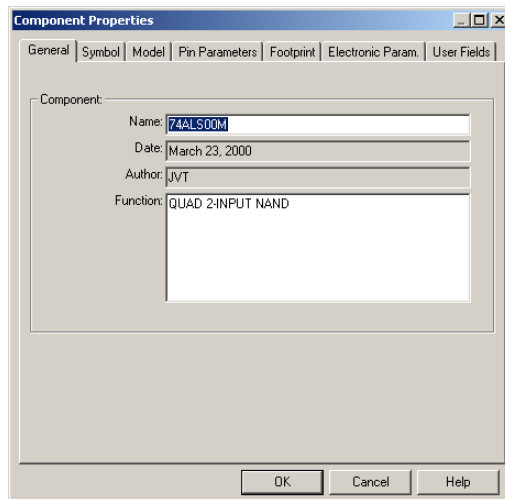 Component Properties
General Symbol Model Pin Parameters Footprint Electronic Param. User Fields
Component:
Name: 74ALS00M
Date: March 23, 2000
Author: JVT
Function: QUAD 2-INPUT NAND
OK Cancel Help